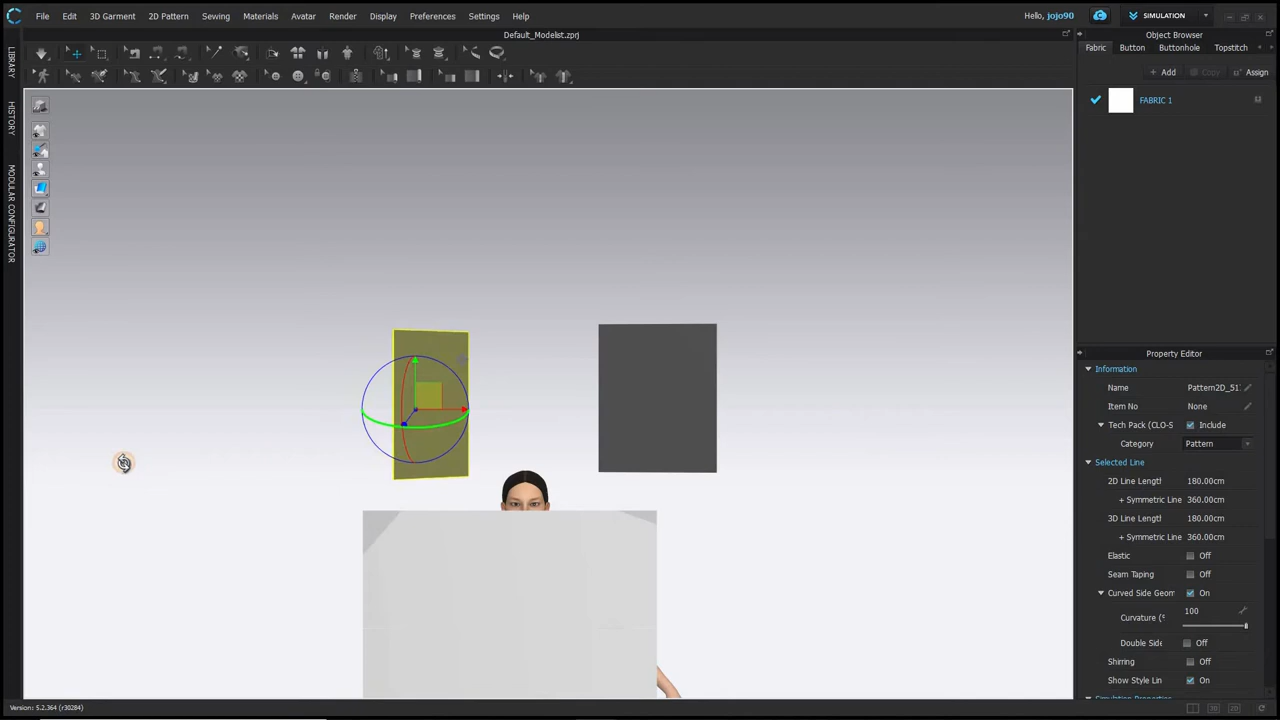 File Edit 3D Garment 2D Pattern Sewing Materials Avatar Render Display Preferences Settings Help
Hello, jojo90
SIMULATION
Default_Modelist.zprj
LIBRARY
HISTORY
MODULAR CONFIGURATOR
Object Browser
Fabric Button Buttonhole Topstitch
+ Add Copy Assign
FABRIC 1
Property Editor
Information
Name Pattern2D_51
Item No None
Tech Pack (CLO-S Include
Category Pattern
Selected Line
2D Line Lengtl 180.00cm
+ Symmetric Line 360.00cm
3D Line Lengtl 180.00cm
+ Symmetric Line 360.00cm
Elastic Off
Seam Taping Off
Curved Side Geom On
Curvature (° 100
Double Side Off
Shirring Off
Show Style Lin On
Simulation Properties
Version: 5.2.364 (r30284)
3D 2D